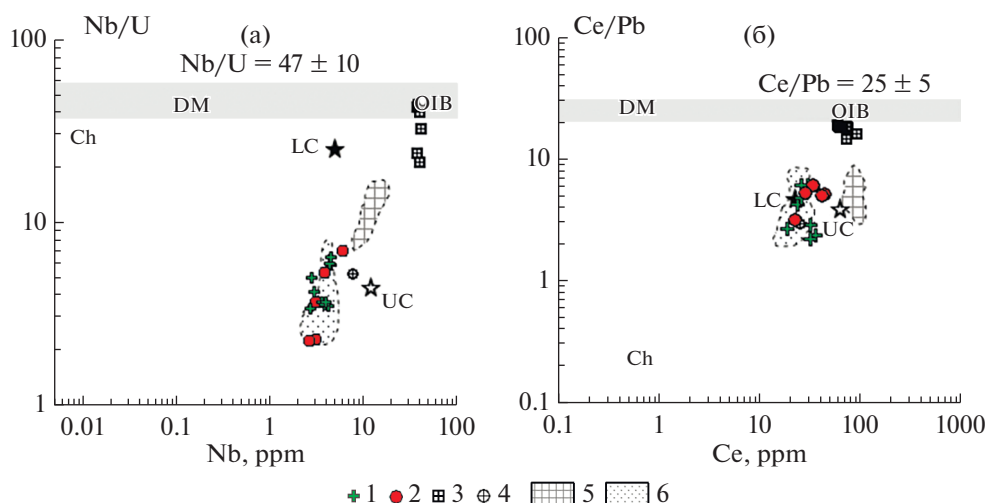 Nb/U
(а)
Nb/U = 47 ± 10
100
10
1
DM
OIB
Ch
LC
UC
0.01 0.1 1 10 100
Nb, ppm
Ce/Pb
(б)
Ce/Pb = 25 ± 5
100
10
1
0.1
DM
OIB
LC
UC
Ch
0.1 1 10 100 1000
Ce, ppm
1 2 3 4 5 6